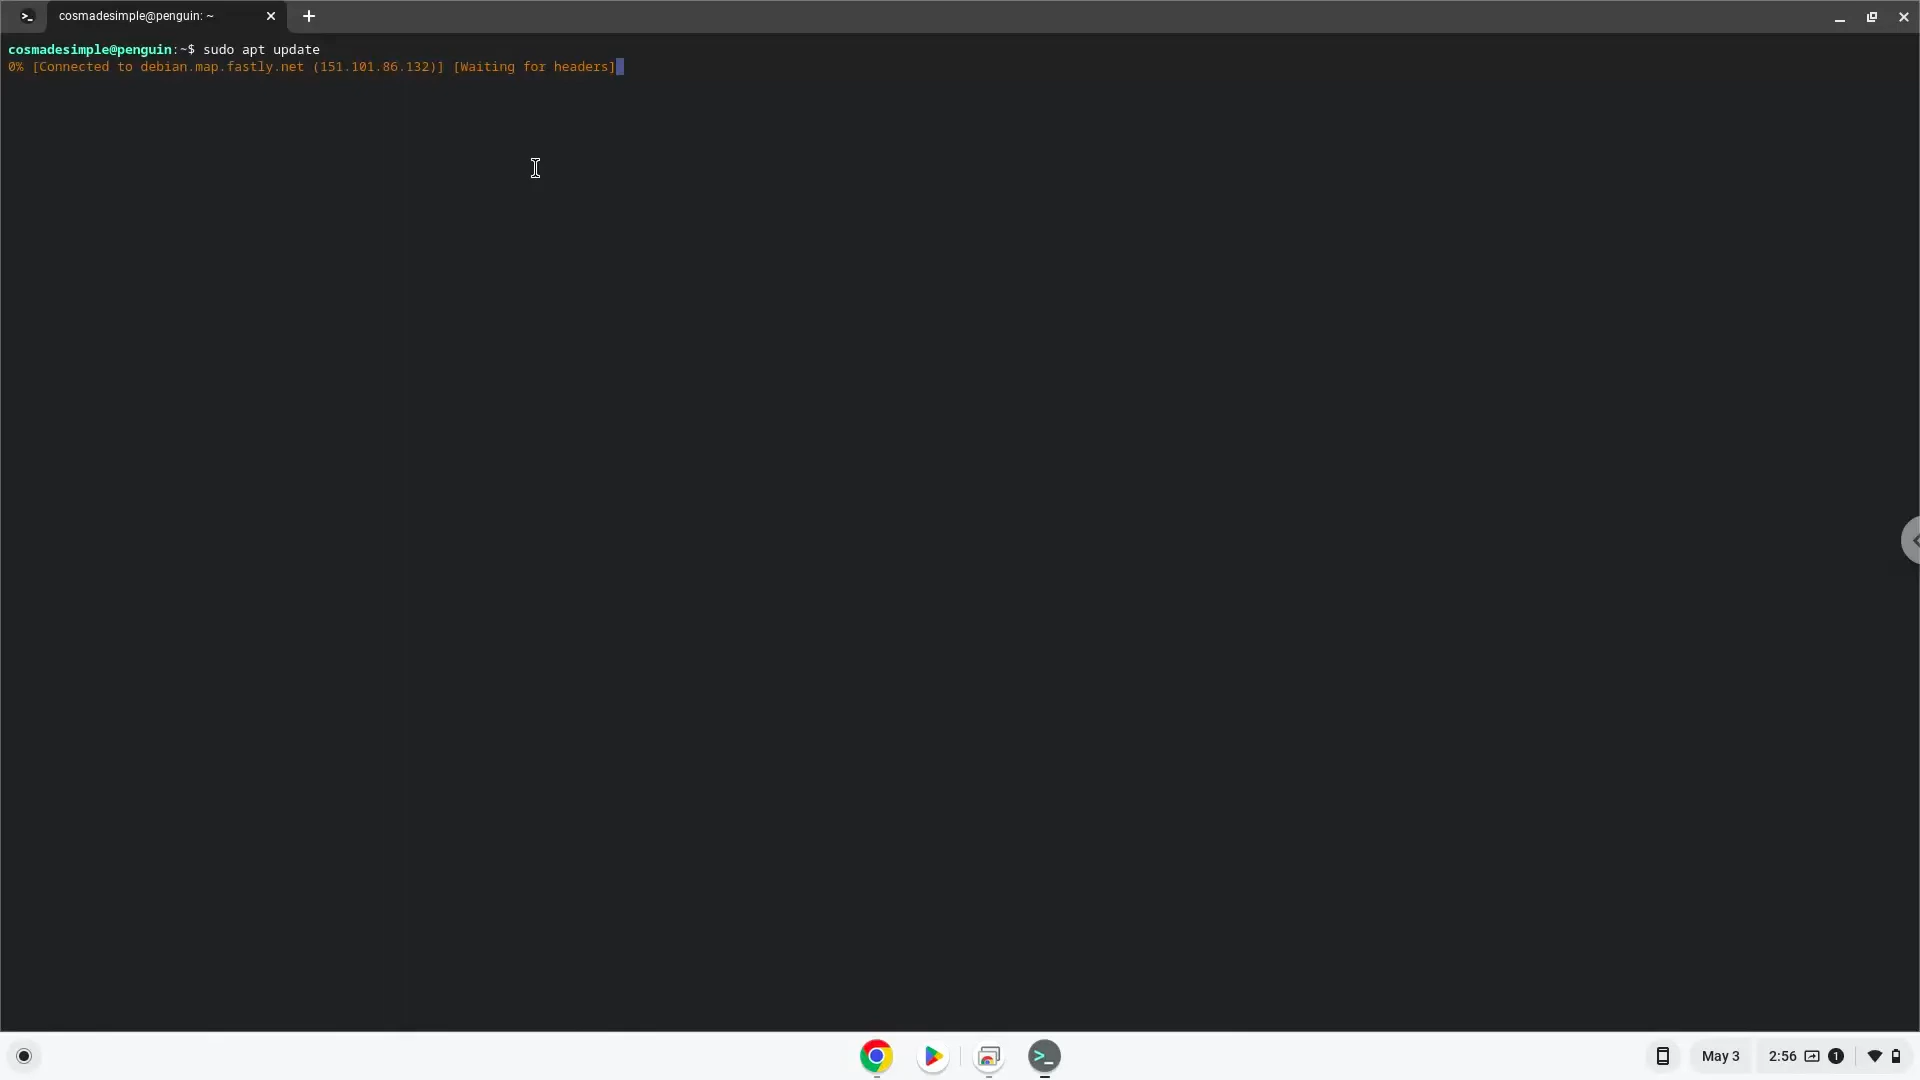 cosmadesimple@penguin: ~
cosmadesimple@penguin:~$ sudo apt update
0% [Connected to debian.map.fastly.net (151.101.86.132)] [Waiting for headers]
May 3
2:56
1